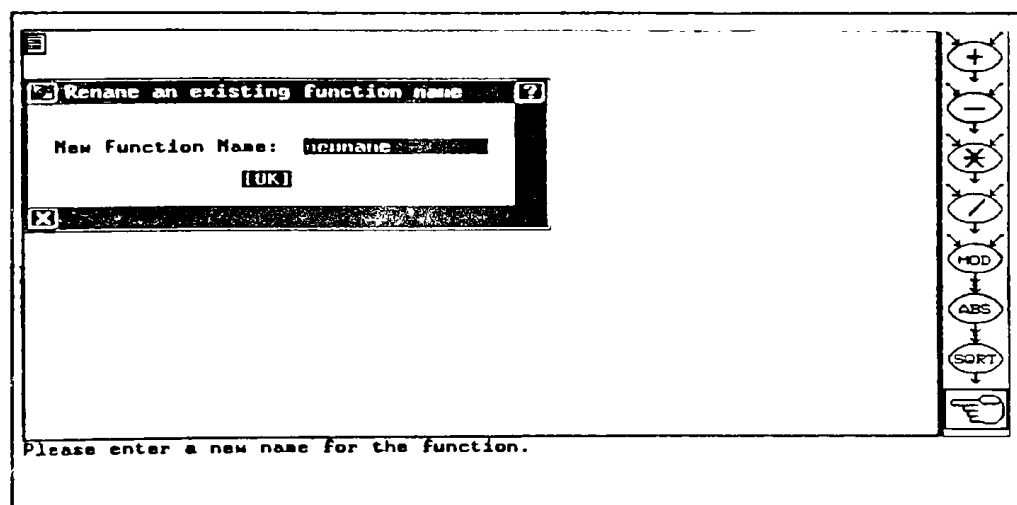 Rename an existing function name ?
New Function Name: newname
[OK]
X
Please enter a new name for the function.
+
−
*
/
MOD
ABS
SQRT